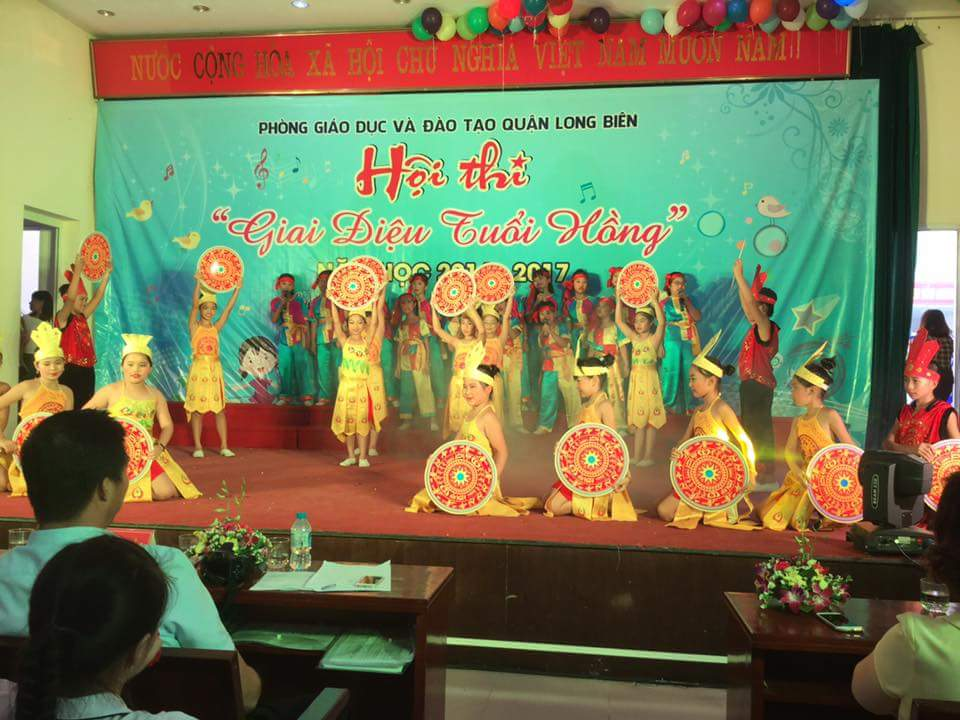 NƯỚC CỘNG HÒA XÃ HỘI CHỦ NGHĨA VIỆT NAM MUÔN NĂM
PHÒNG GIÁO DỤC VÀ ĐÀO TẠO QUẬN LONG BIÊN
Hội thi
"Giai Điệu Tuổi Hồng"
2017